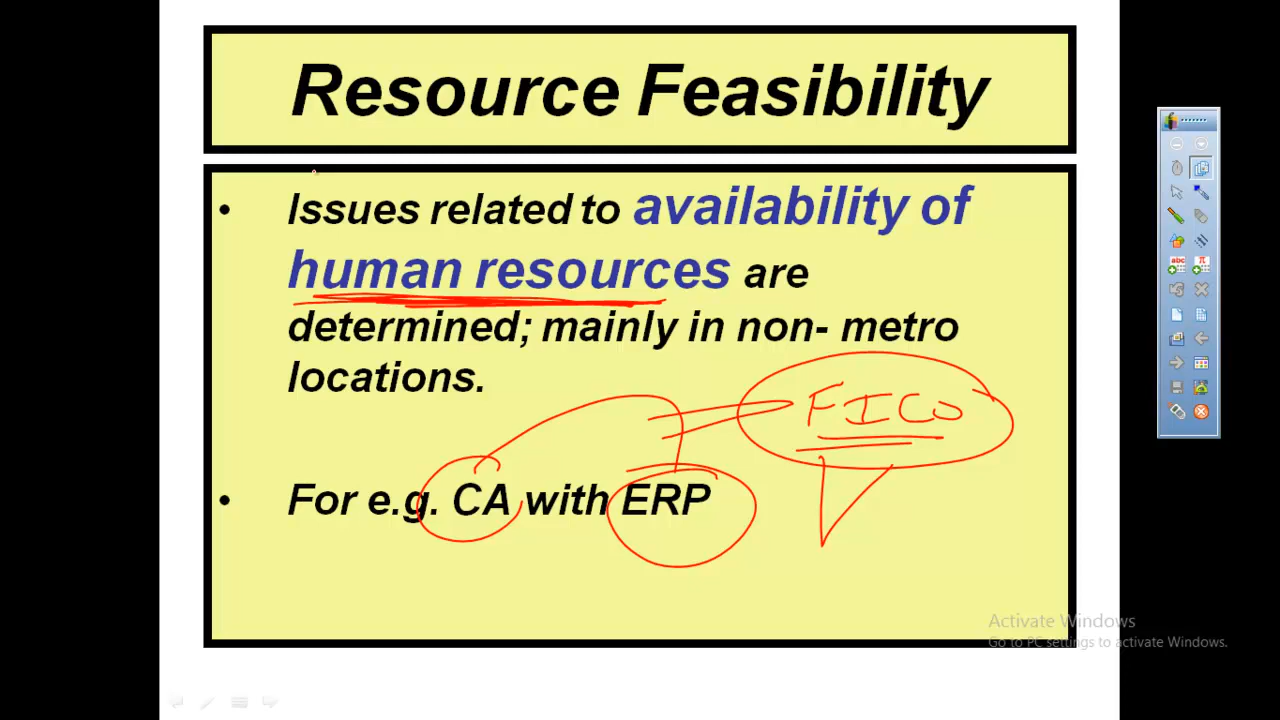 Resource Feasibility
• Issues related to availability of
human resources are
determined; mainly in non- metro
locations.
FICO
• For e.g. CA with ERP
Activate Windows
Go to PC settings to activate Windows.
abc
π